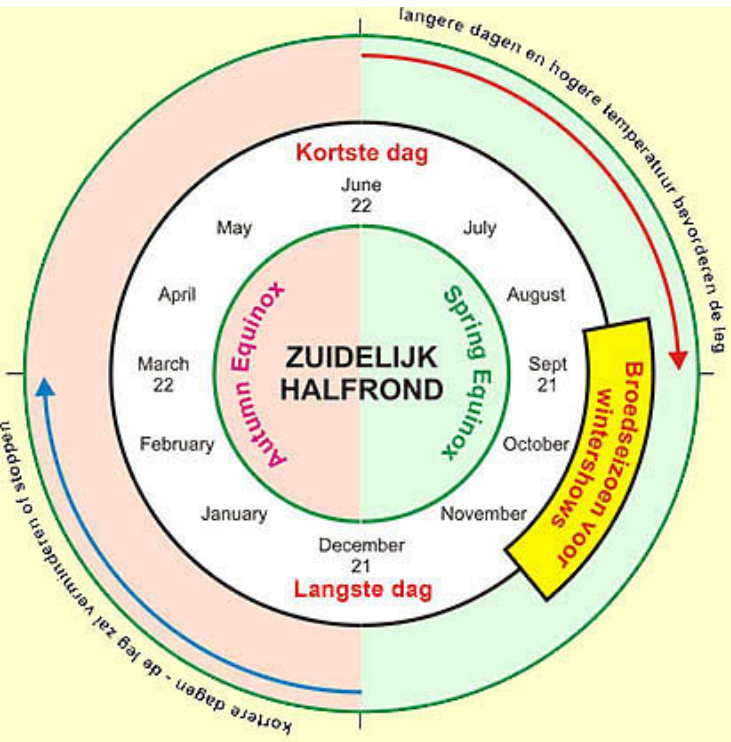 langere dagen en hogere temperatuur bevorderen de leg
Kortste dag
June
22
July
August
Sept
21
October
November
December
21
Langste dag
January
February
March
22
April
May
Autumn Equinox
ZUIDELIJK
HALFROND
Spring Equinox
Broedseizoen voor
wintershows
kortere dagen - de leg zal verminderen of stoppen